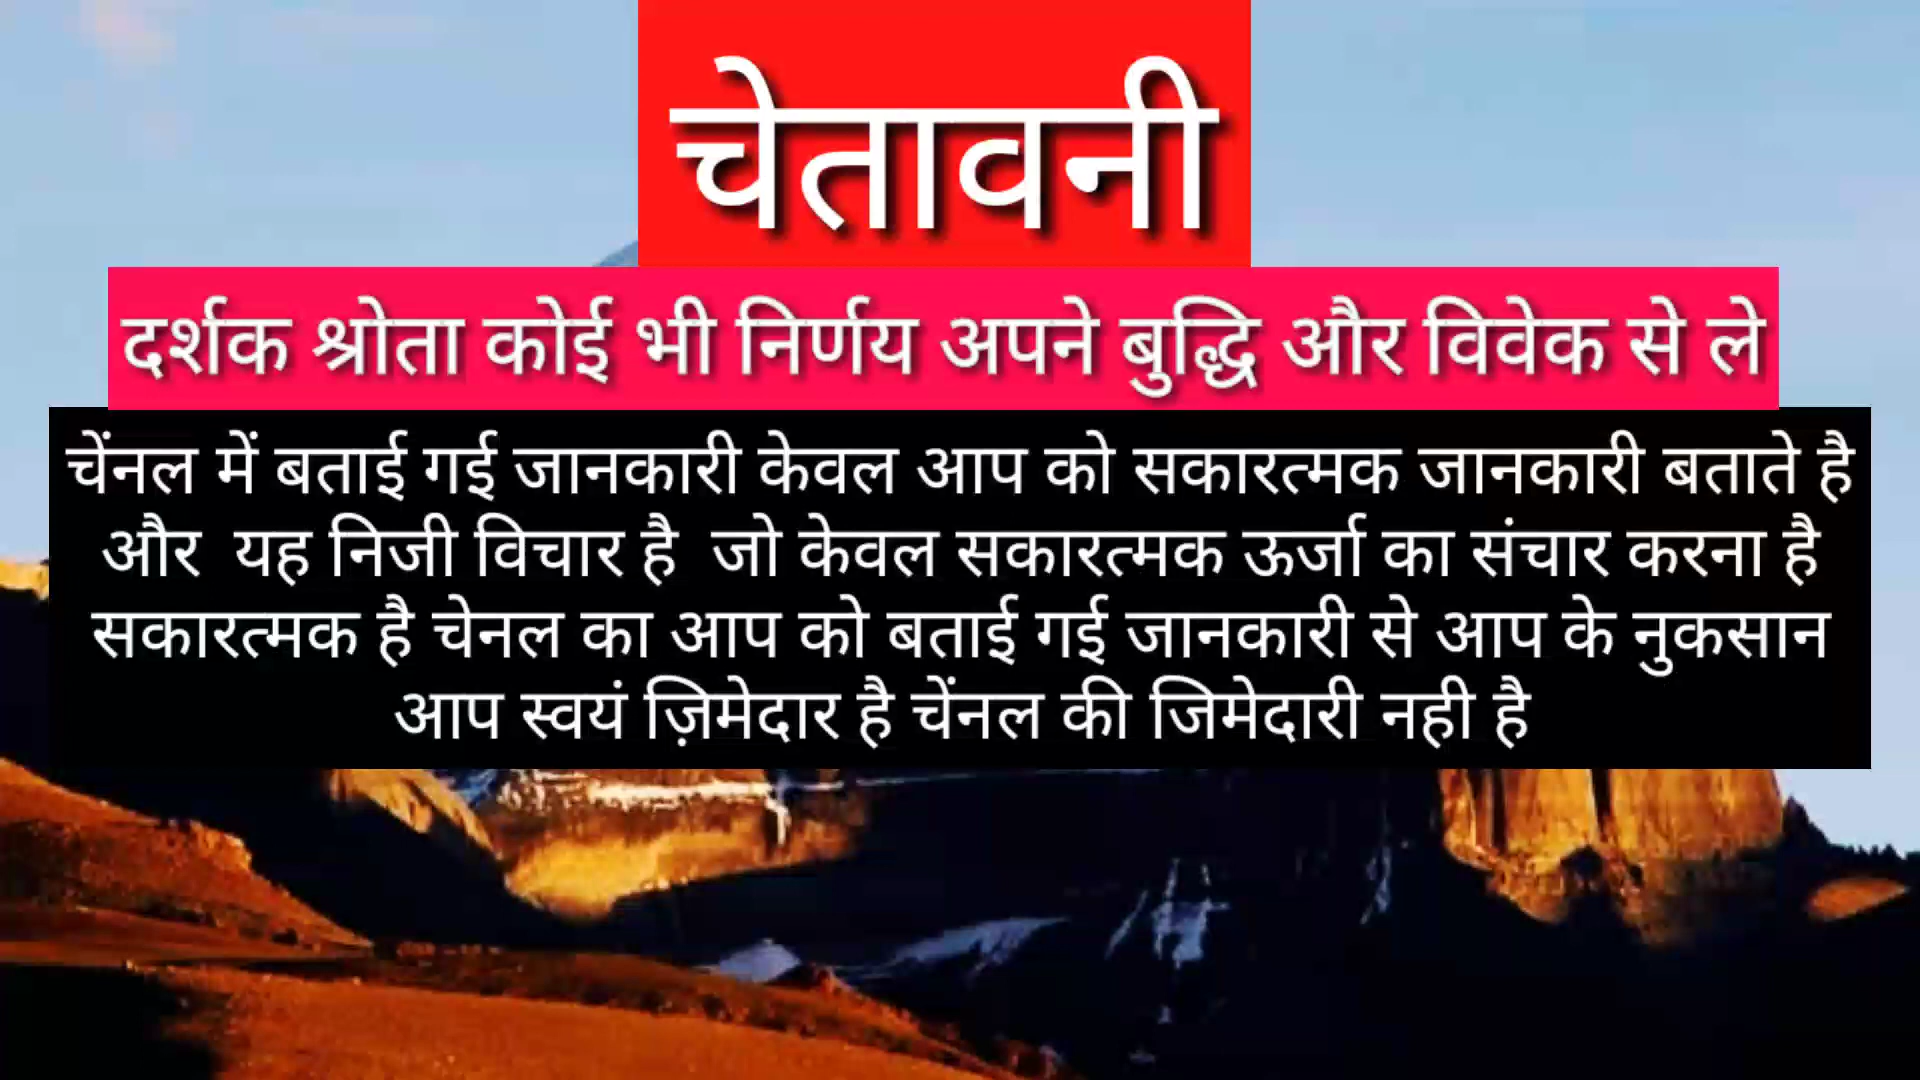 चेतावनी
दर्शक श्रोता कोई भी निर्णय अपने बुद्धि और विवेक से ले
चेंनल में बताई गई जानकारी केवल आप को सकारत्मक जानकारी बताते है
और यह निजी विचार है जो केवल सकारत्मक ऊर्जा का संचार करना है
सकारत्मक है चेनल का आप को बताई गई जानकारी से आप के नुकसान
आप स्वयं ज़िमेदार है चेंनल की जिमेदारी नही है